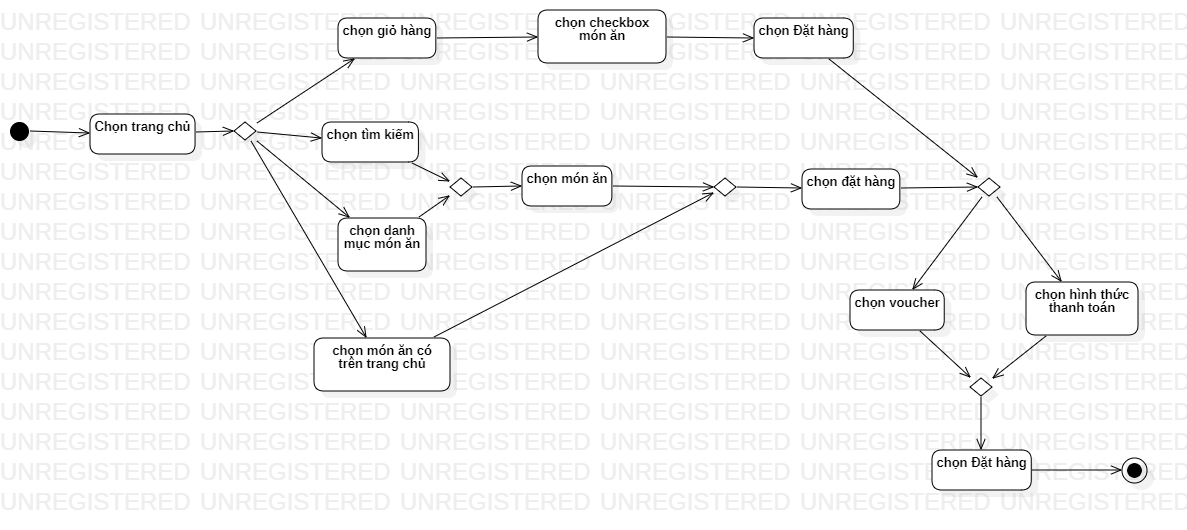 chọn giỏ hàng
chọn checkbox
món ăn
chọn Đặt hàng
Chọn trang chủ
chọn tìm kiếm
chọn món ăn
chọn đặt hàng
chọn danh
mục món ăn
chọn món ăn có
trên trang chủ
chọn voucher
chọn hình thức
thanh toán
chọn Đặt hàng
UNREGISTERED